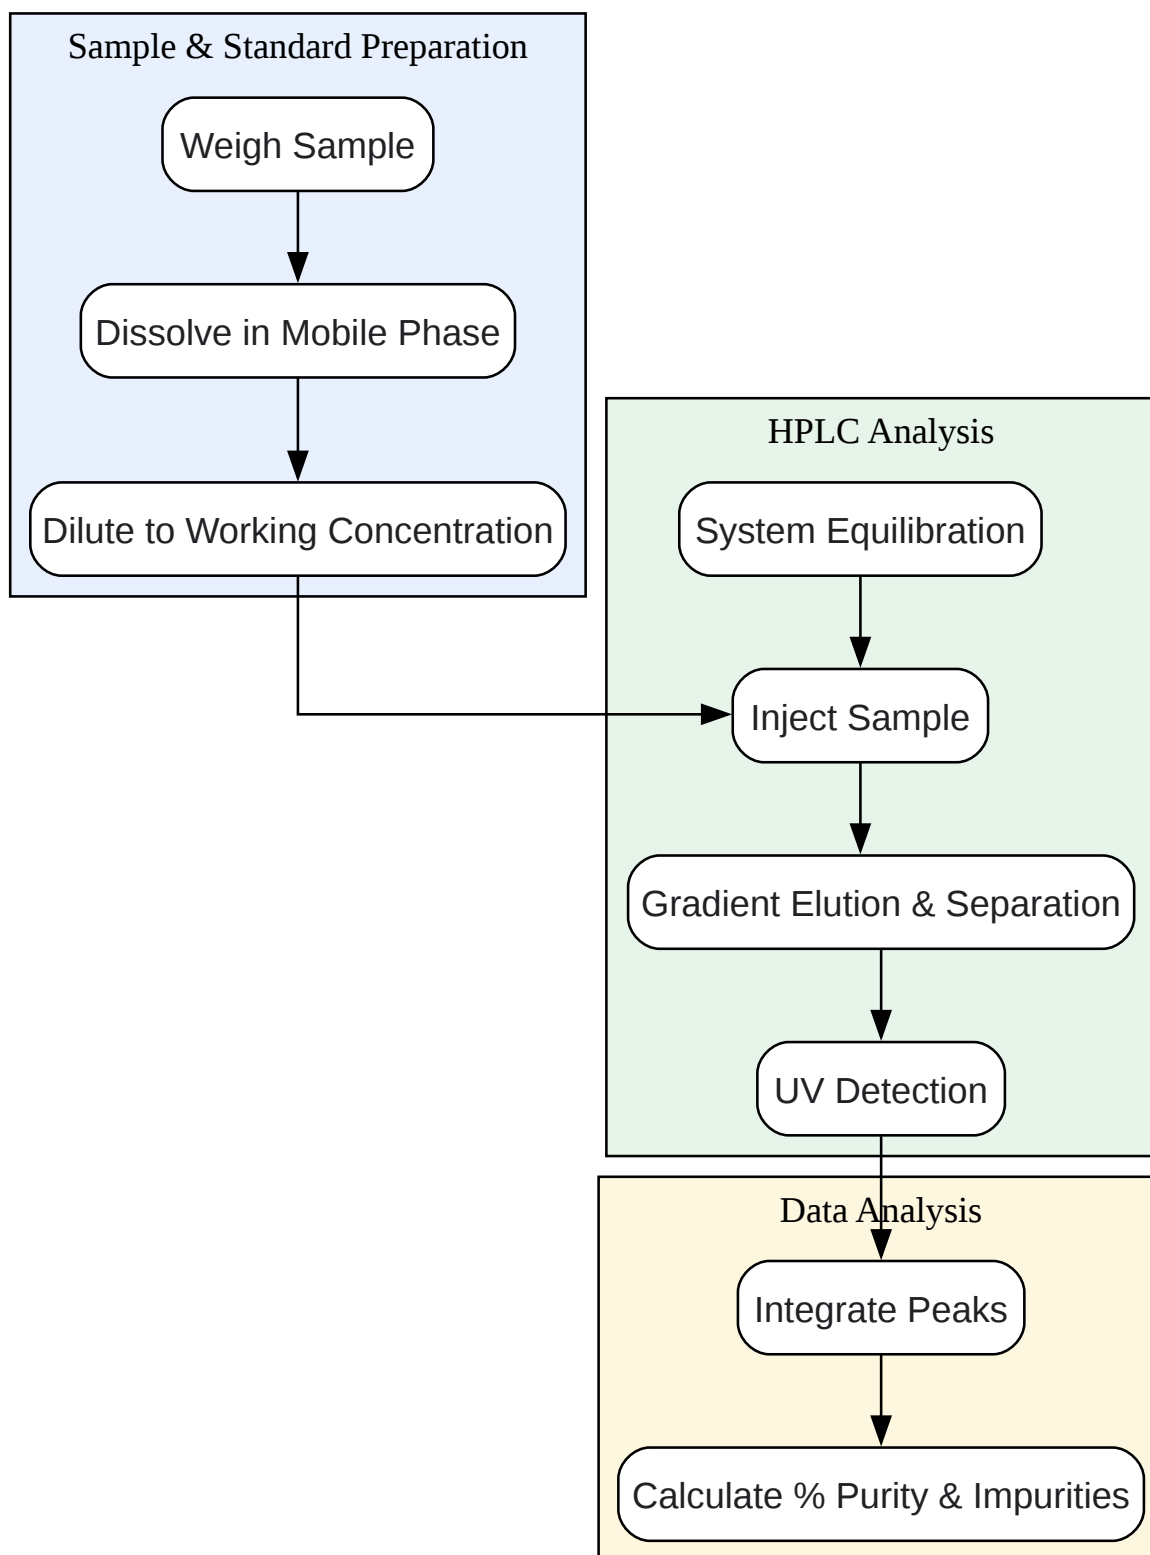 Sample & Standard Preparation
Weigh Sample
Dissolve in Mobile Phase
Dilute to Working Concentration
HPLC Analysis
System Equilibration
Inject Sample
Gradient Elution & Separation
UV Detection
Data Analysis
Integrate Peaks
Calculate % Purity & Impurities